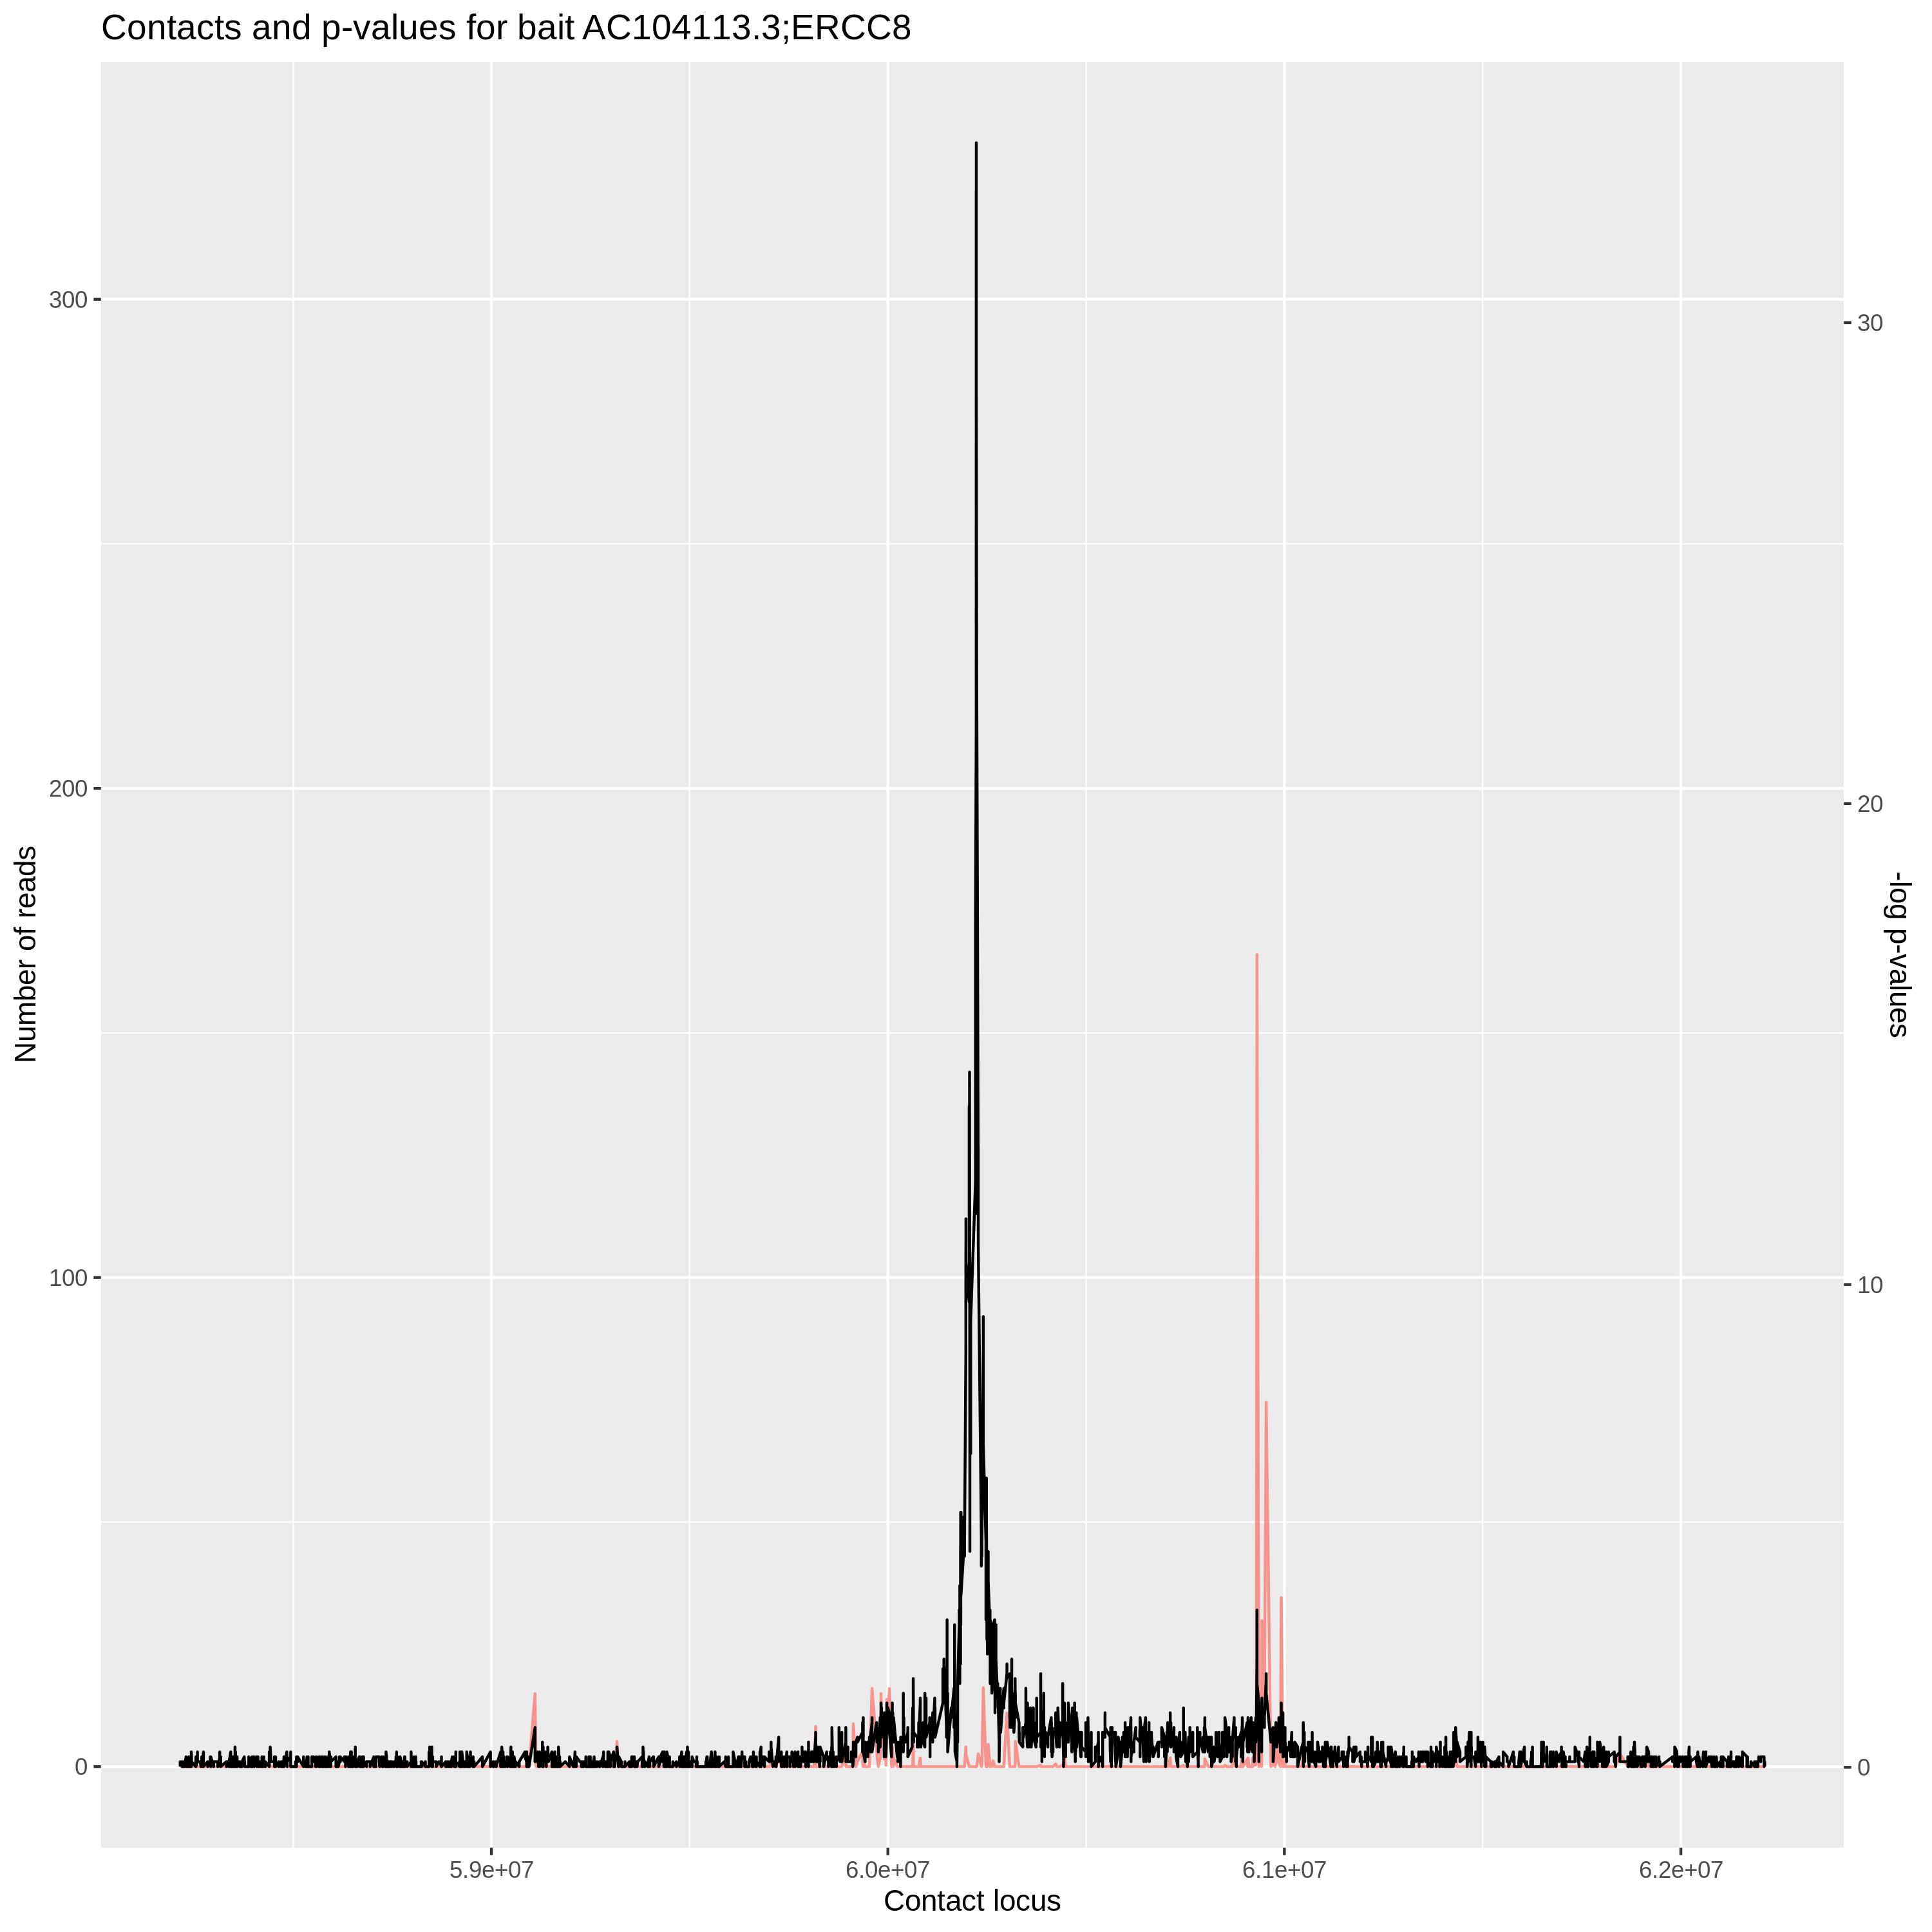 Contacts and p-values for bait AC104113.3;ERCC8
300
200
100
0
Number of reads
30
20
10
0
-log p-values
5.9e+07 6.0e+07 6.1e+07 6.2e+07
Contact locus